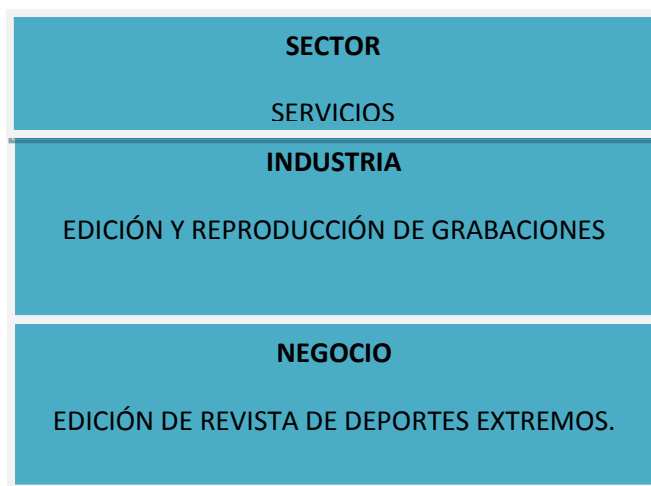 SECTOR
SERVICIOS
INDUSTRIA
EDICIÓN Y REPRODUCCIÓN DE GRABACIONES
NEGOCIO
EDICIÓN DE REVISTA DE DEPORTES EXTREMOS.